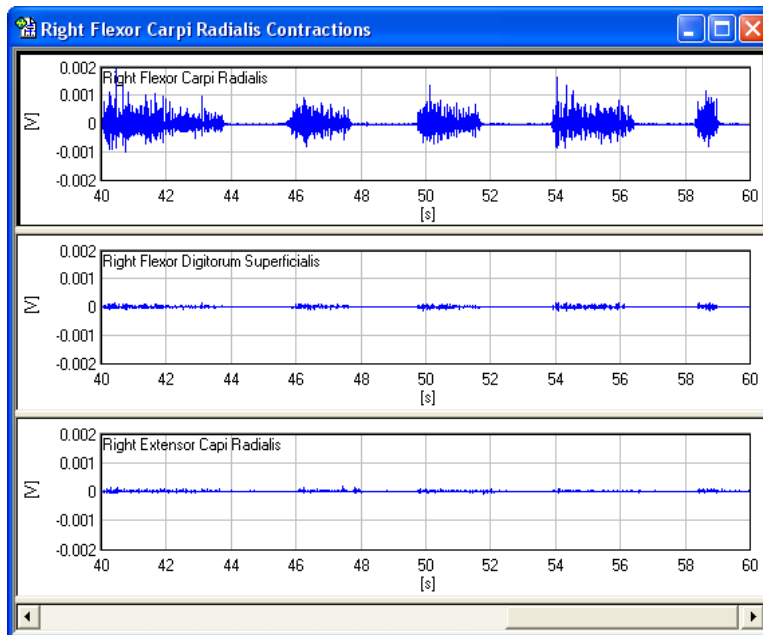 Right Flexor Carpi Radialis Contractions
0.002
0.001
0
-0.001
-0.002
[V]
Right Flexor Carpi Radialis
40 42 44 46 48 50 52 54 56 58 60
[s]
0.002
0.001
0
-0.001
-0.002
[V]
Right Flexor Digitorum Superficialis
40 42 44 46 48 50 52 54 56 58 60
[s]
0.002
0.001
0
-0.001
-0.002
[V]
Right Extensor Capi Radialis
40 42 44 46 48 50 52 54 56 58 60
[s]